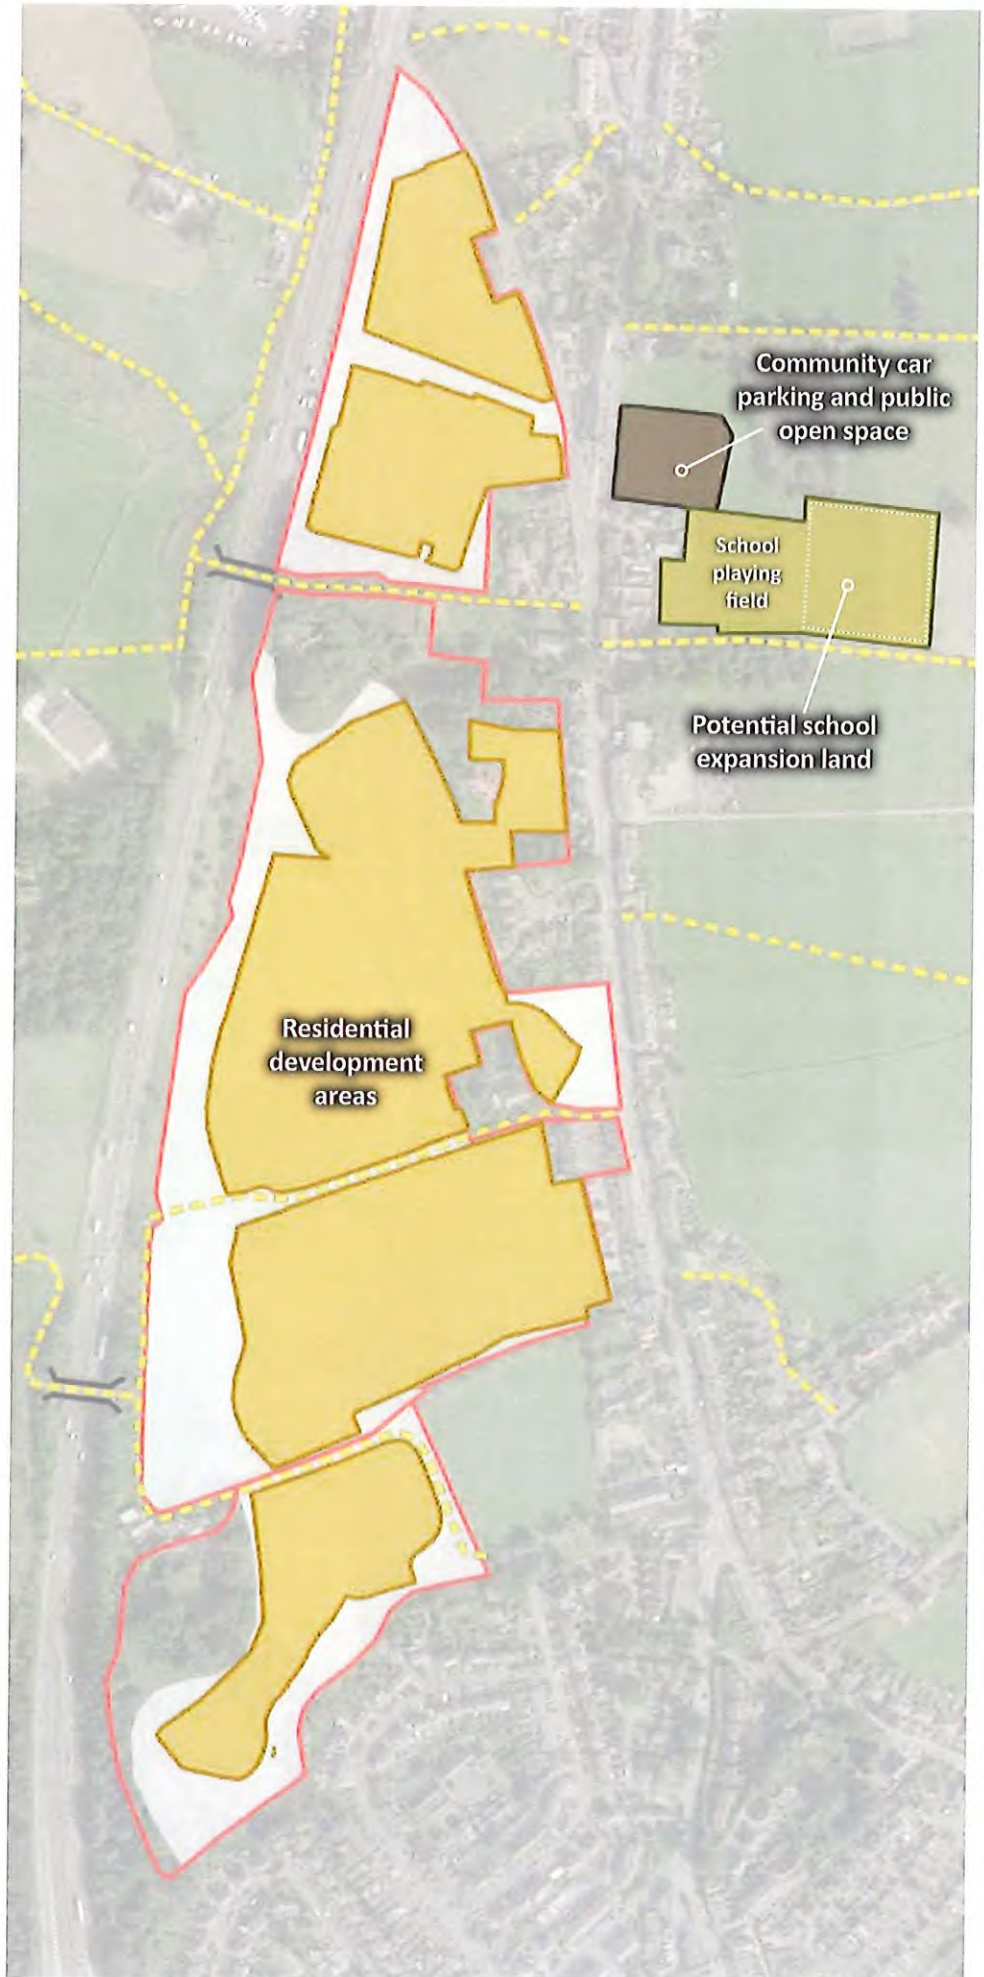 Community car
parking and public
open space
School
playing
field
Potential school
expansion land
Residential
development
areas